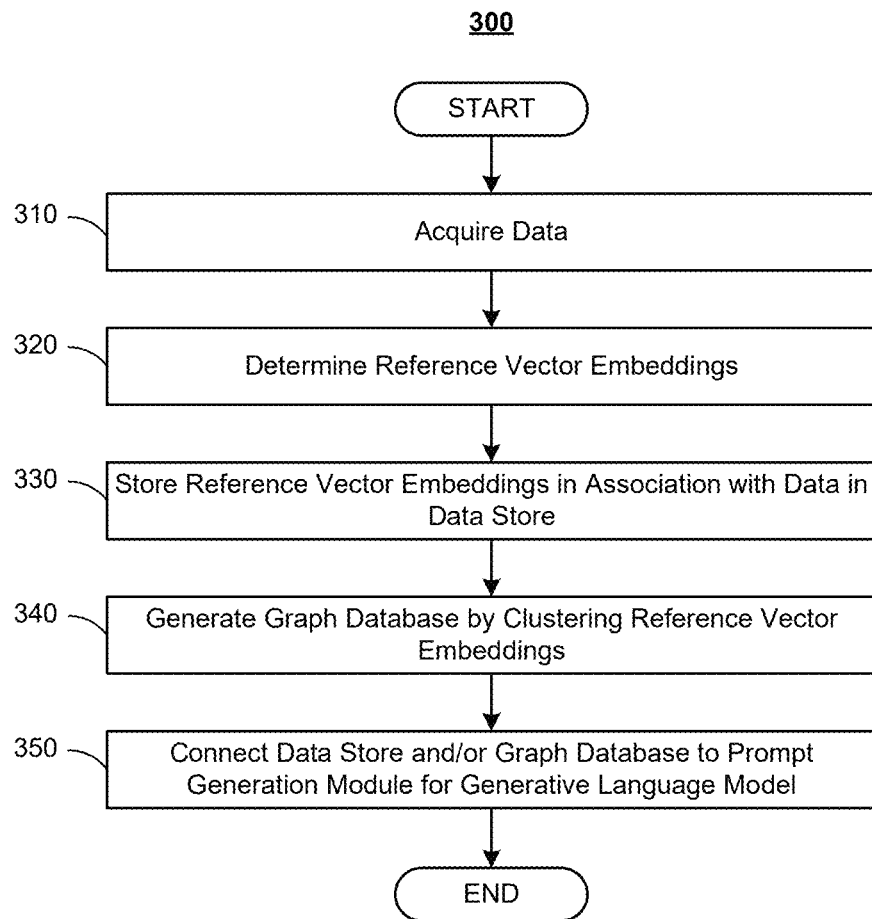 300
START
310
Acquire Data
320
Determine Reference Vector Embeddings
330
Store Reference Vector Embeddings in Association with Data in
Data Store
340
Generate Graph Database by Clustering Reference Vector
Embeddings
350
Connect Data Store and/or Graph Database to Prompt
Generation Module for Generative Language Model
END